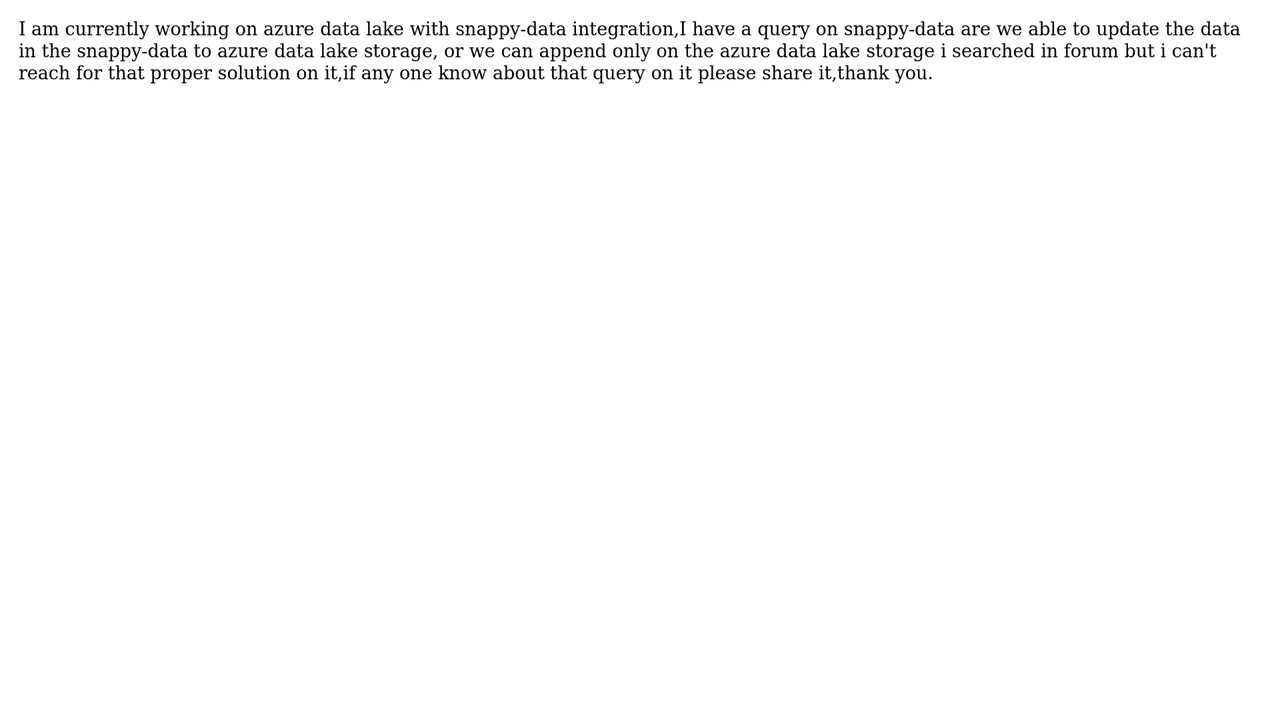 I am currently working on azure data lake with snappy-data integration,I have a query on snappy-data are we able to update the data
in the snappy-data to azure data lake storage, or we can append only on the azure data lake storage i searched in forum but i can't
reach for that proper solution on it,if any one know about that query on it please share it,thank you.